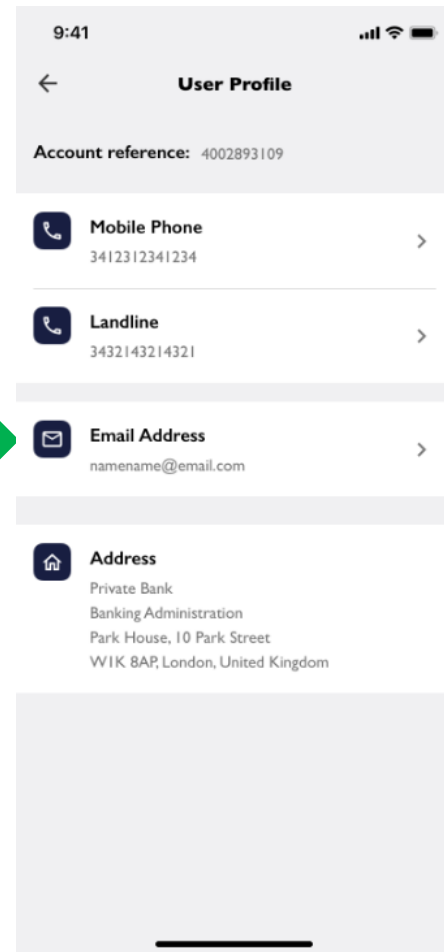 9:41
User Profile
Account reference: 4002893109
Mobile Phone
3412312341234
Landline
3432143214321
Email Address
namename@email.com
Address
Private Bank
Banking Administration
Park House, 10 Park Street
W1K 8AP, London, United Kingdom